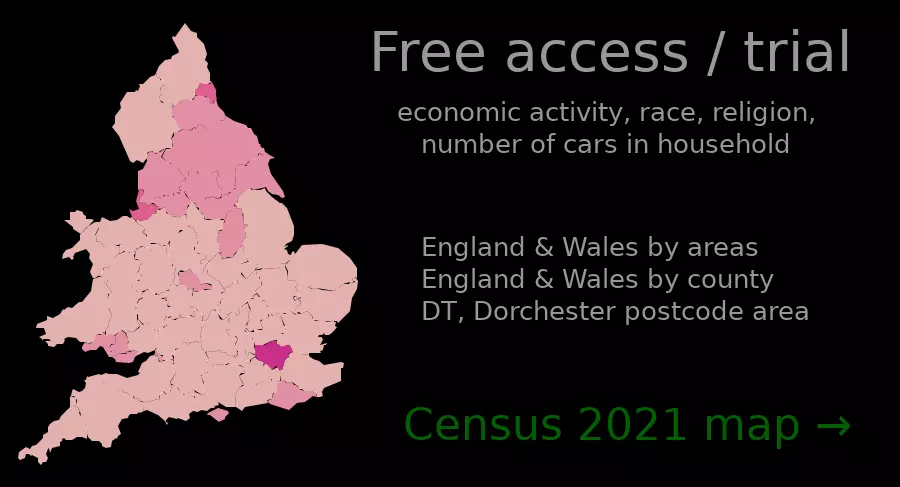 Free access / trial
economic activity, race, religion,
number of cars in household
England & Wales by areas
England & Wales by county
DT, Dorchester postcode area
Census 2021 map →